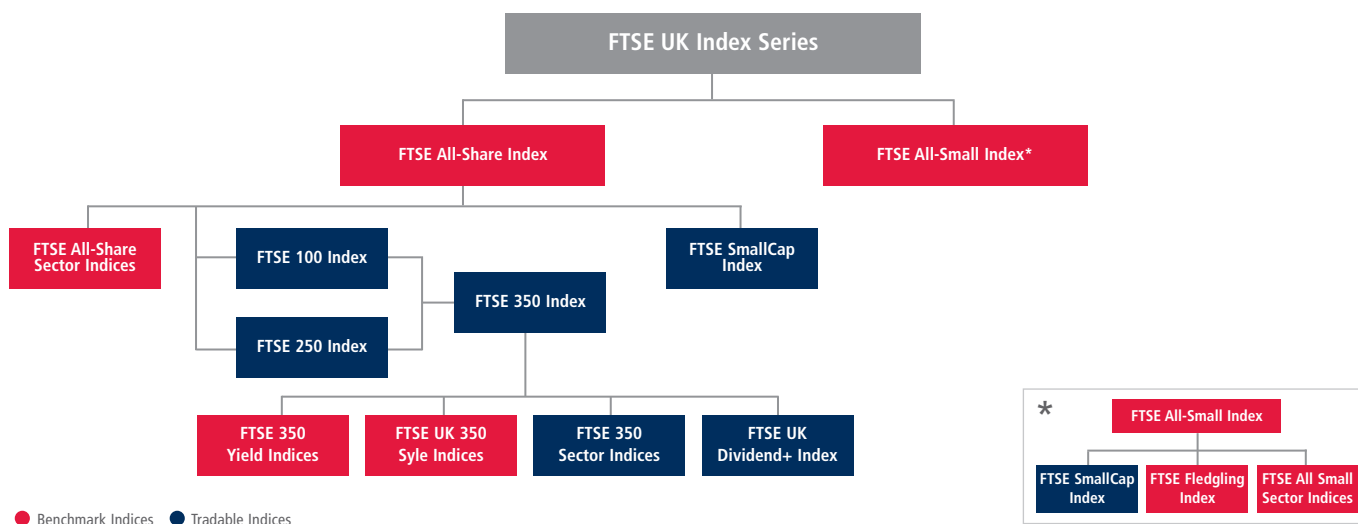 FTSE UK Index Series
FTSE All-Share Index
FTSE All-Small Index*
FTSE All-Share
Sector Indices
FTSE 100 Index
FTSE SmallCap
Index
FTSE 350 Index
FTSE 250 Index
FTSE 350
Yield Indices
FTSE UK 350
Syle Indices
FTSE 350
Sector Indices
FTSE UK
Dividend+ Index
*
FTSE All-Small Index
FTSE SmallCap
Index
FTSE Fledgling
Index
FTSE All Small
Sector Indices
Benchmark Indices
Tradable Indices